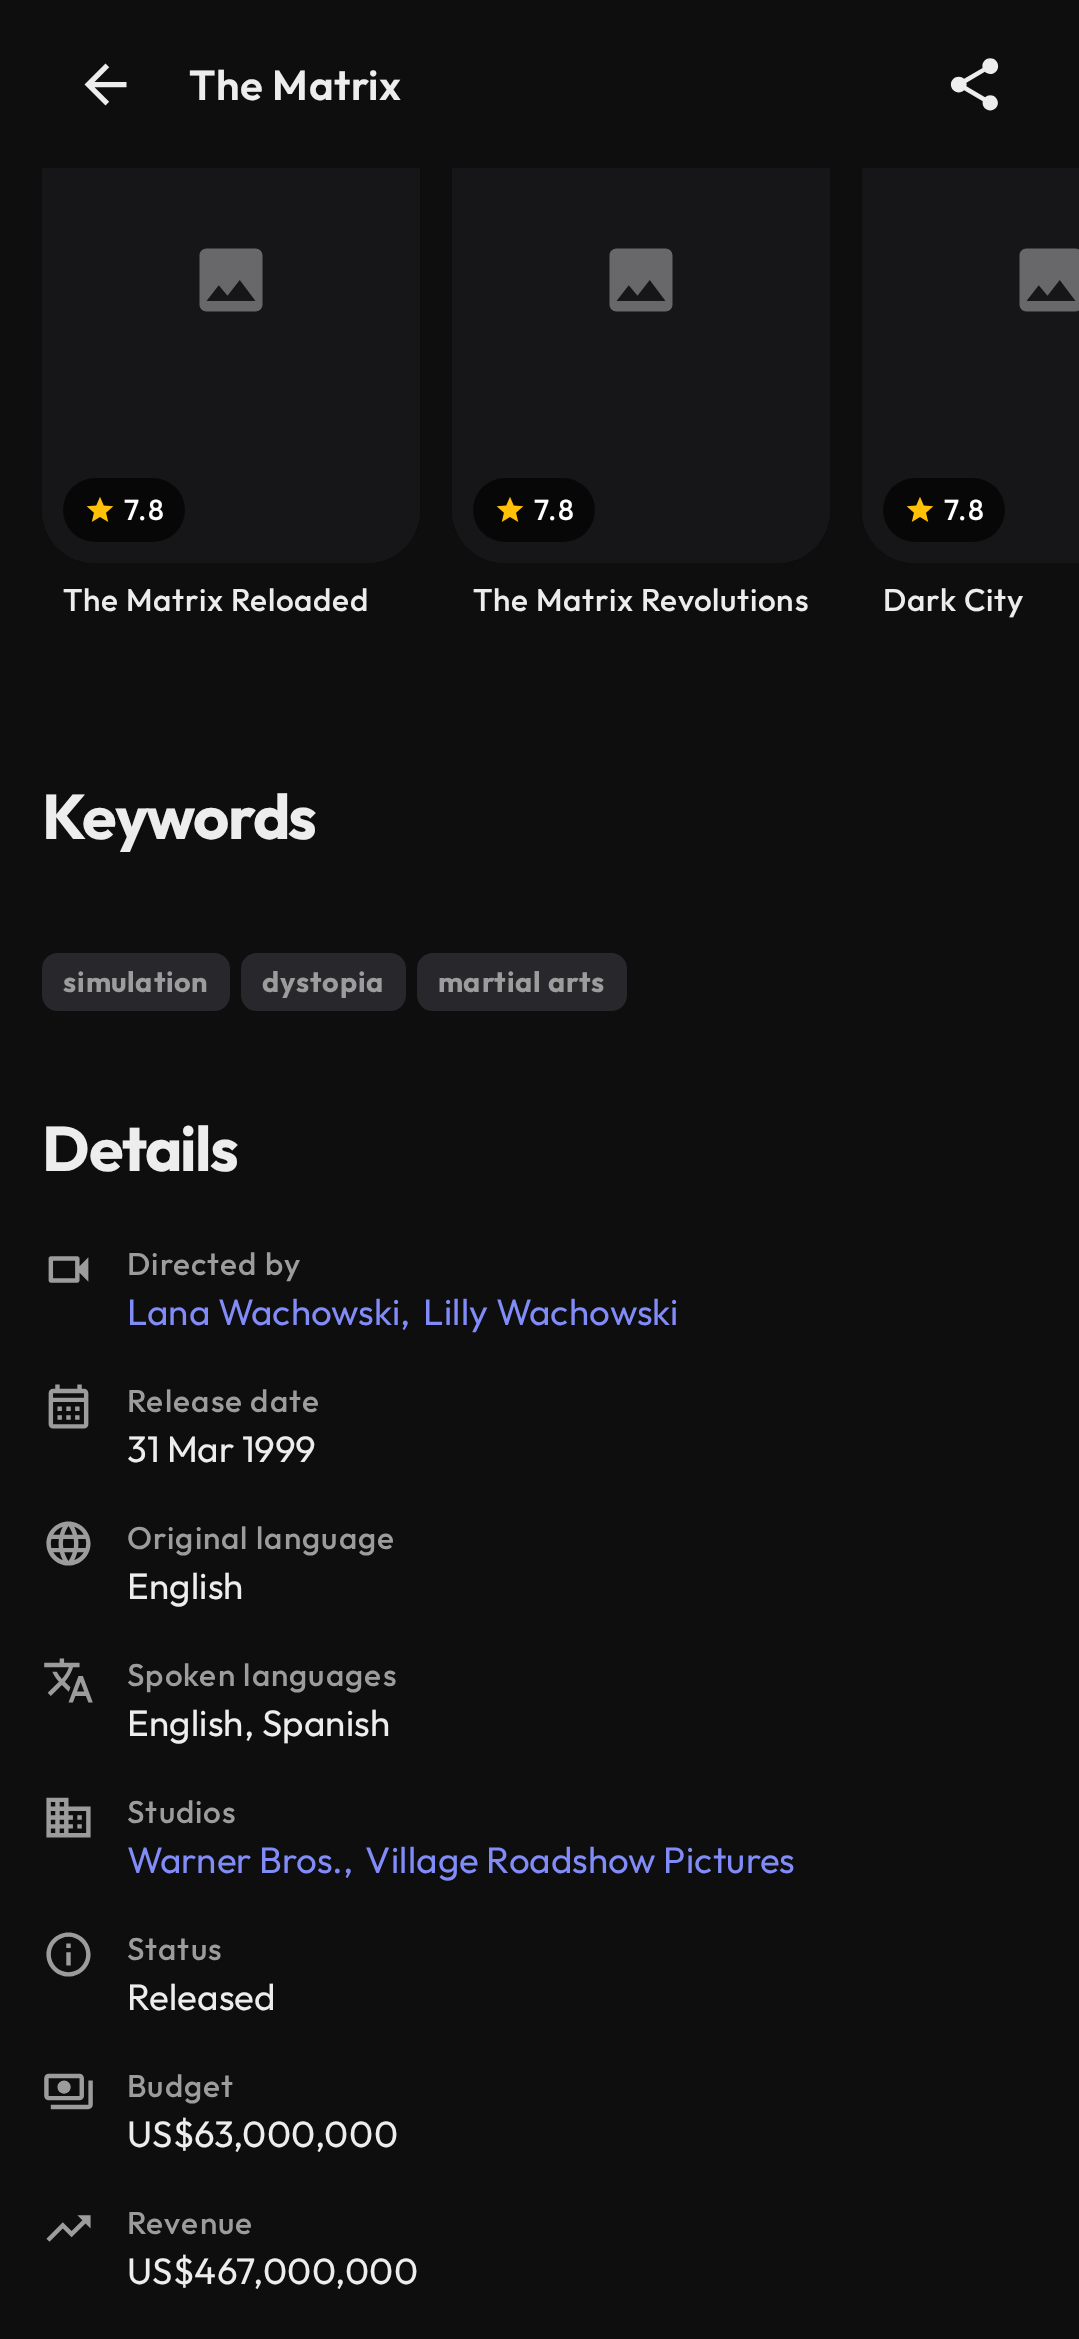 The Matrix
7.8
7.8
7.8
The Matrix Reloaded
The Matrix Revolutions
Dark City
Keywords
simulation
dystopia
martial arts
Details
Directed by
Lana Wachowski, Lilly Wachowski
Release date
31 Mar 1999
Original language
English
Spoken languages
English, Spanish
Studios
Warner Bros., Village Roadshow Pictures
Status
Released
Budget
US$63,000,000
Revenue
US$467,000,000